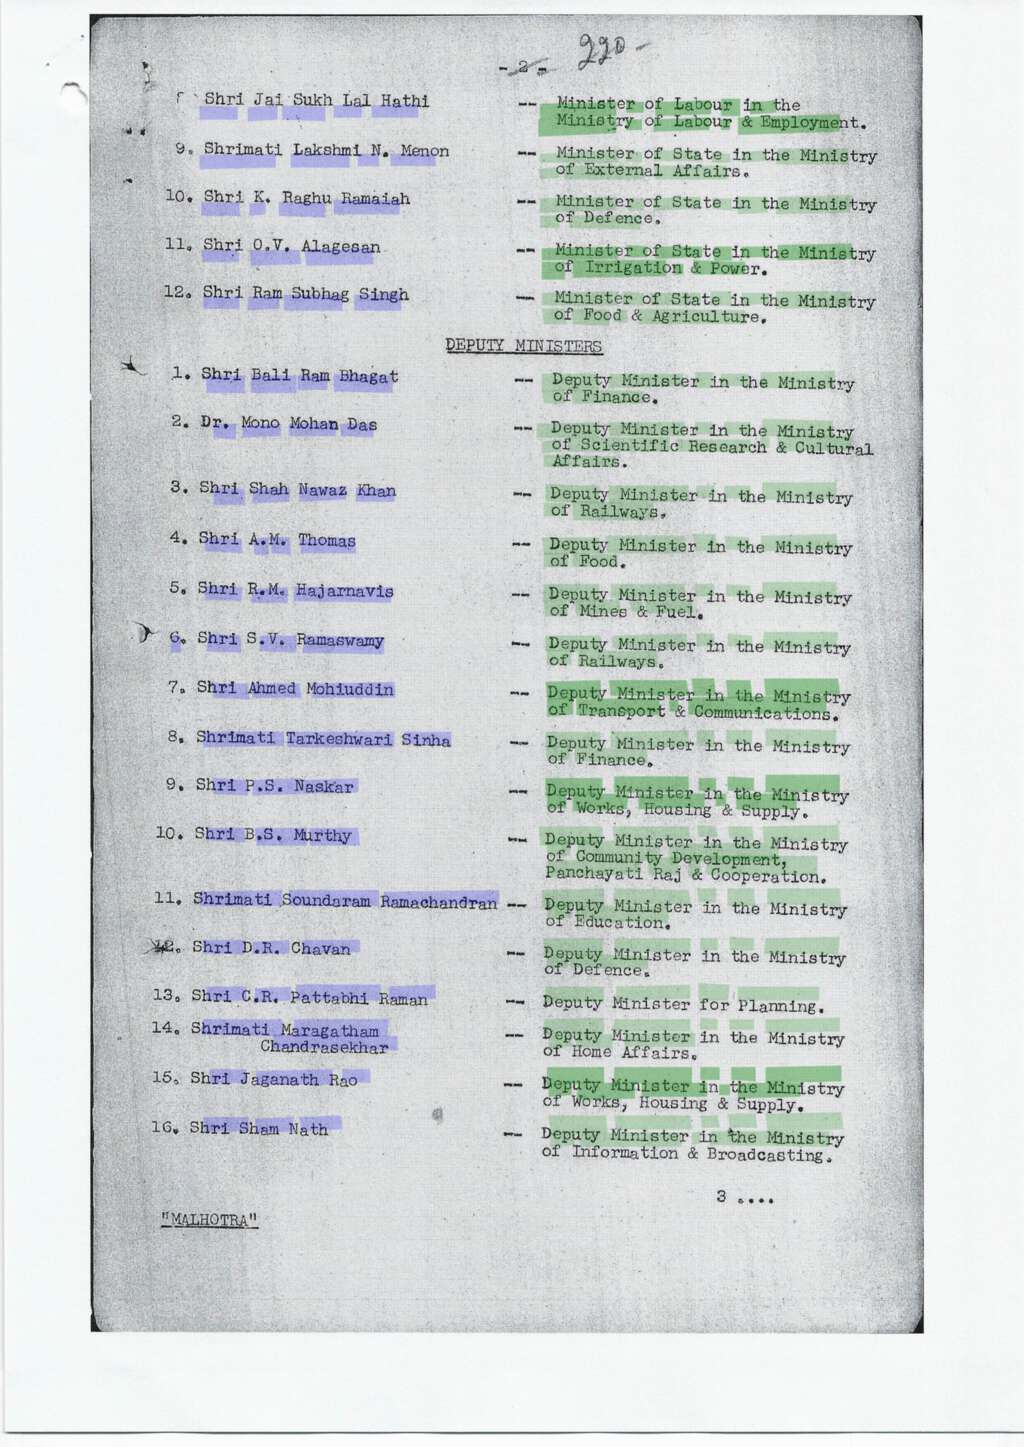 - 2 -
220 -
8. Shri Jai Sukh Lal Hathi -- Minister of Labour in the
Ministry of Labour & Employment.
9. Shrimati Lakshmi N. Menon -- Minister of State in the Ministry
of External Affairs.
10. Shri K. Raghu Ramaiah -- Minister of State in the Ministry
of Defence.
11. Shri O.V. Alagesan -- Minister of State in the Ministry
of Irrigation & Power.
12. Shri Ram Subhag Singh -- Minister of State in the Ministry
of Food & Agriculture.
DEPUTY MINISTERS
1. Shri Bali Ram Bhagat -- Deputy Minister in the Ministry
of Finance.
2. Dr. Mono Mohan Das -- Deputy Minister in the Ministry
of Scientific Research & Cultural
Affairs.
3. Shri Shah Nawaz Khan -- Deputy Minister in the Ministry
of Railways.
4. Shri A.M. Thomas -- Deputy Minister in the Ministry
of Food.
5. Shri R.M. Hajarnavis -- Deputy Minister in the Ministry
of Mines & Fuel.
6. Shri S.V. Ramaswamy -- Deputy Minister in the Ministry
of Railways.
7. Shri Ahmed Mohiuddin -- Deputy Minister in the Ministry
of Transport & Communications.
8. Shrimati Tarkeshwari Sinha -- Deputy Minister in the Ministry
of Finance.
9. Shri P.S. Naskar -- Deputy Minister in the Ministry
of Works, Housing & Supply.
10. Shri B.S. Murthy -- Deputy Minister in the Ministry
of Community Development,
Panchayati Raj & Cooperation.
11. Shrimati Soundaram Ramachandran -- Deputy Minister in the Ministry
of Education.
12. Shri D.R. Chavan -- Deputy Minister in the Ministry
of Defence.
13. Shri C.R. Pattabhi Raman -- Deputy Minister for Planning.
14. Shrimati Maragatham -- Deputy Minister in the Ministry
Chandrasekhar of Home Affairs.
15. Shri Jaganath Rao -- Deputy Minister in the Ministry
of Works, Housing & Supply.
16. Shri Sham Nath -- Deputy Minister in the Ministry
of Information & Broadcasting.
3 ....
"MALHOTRA"